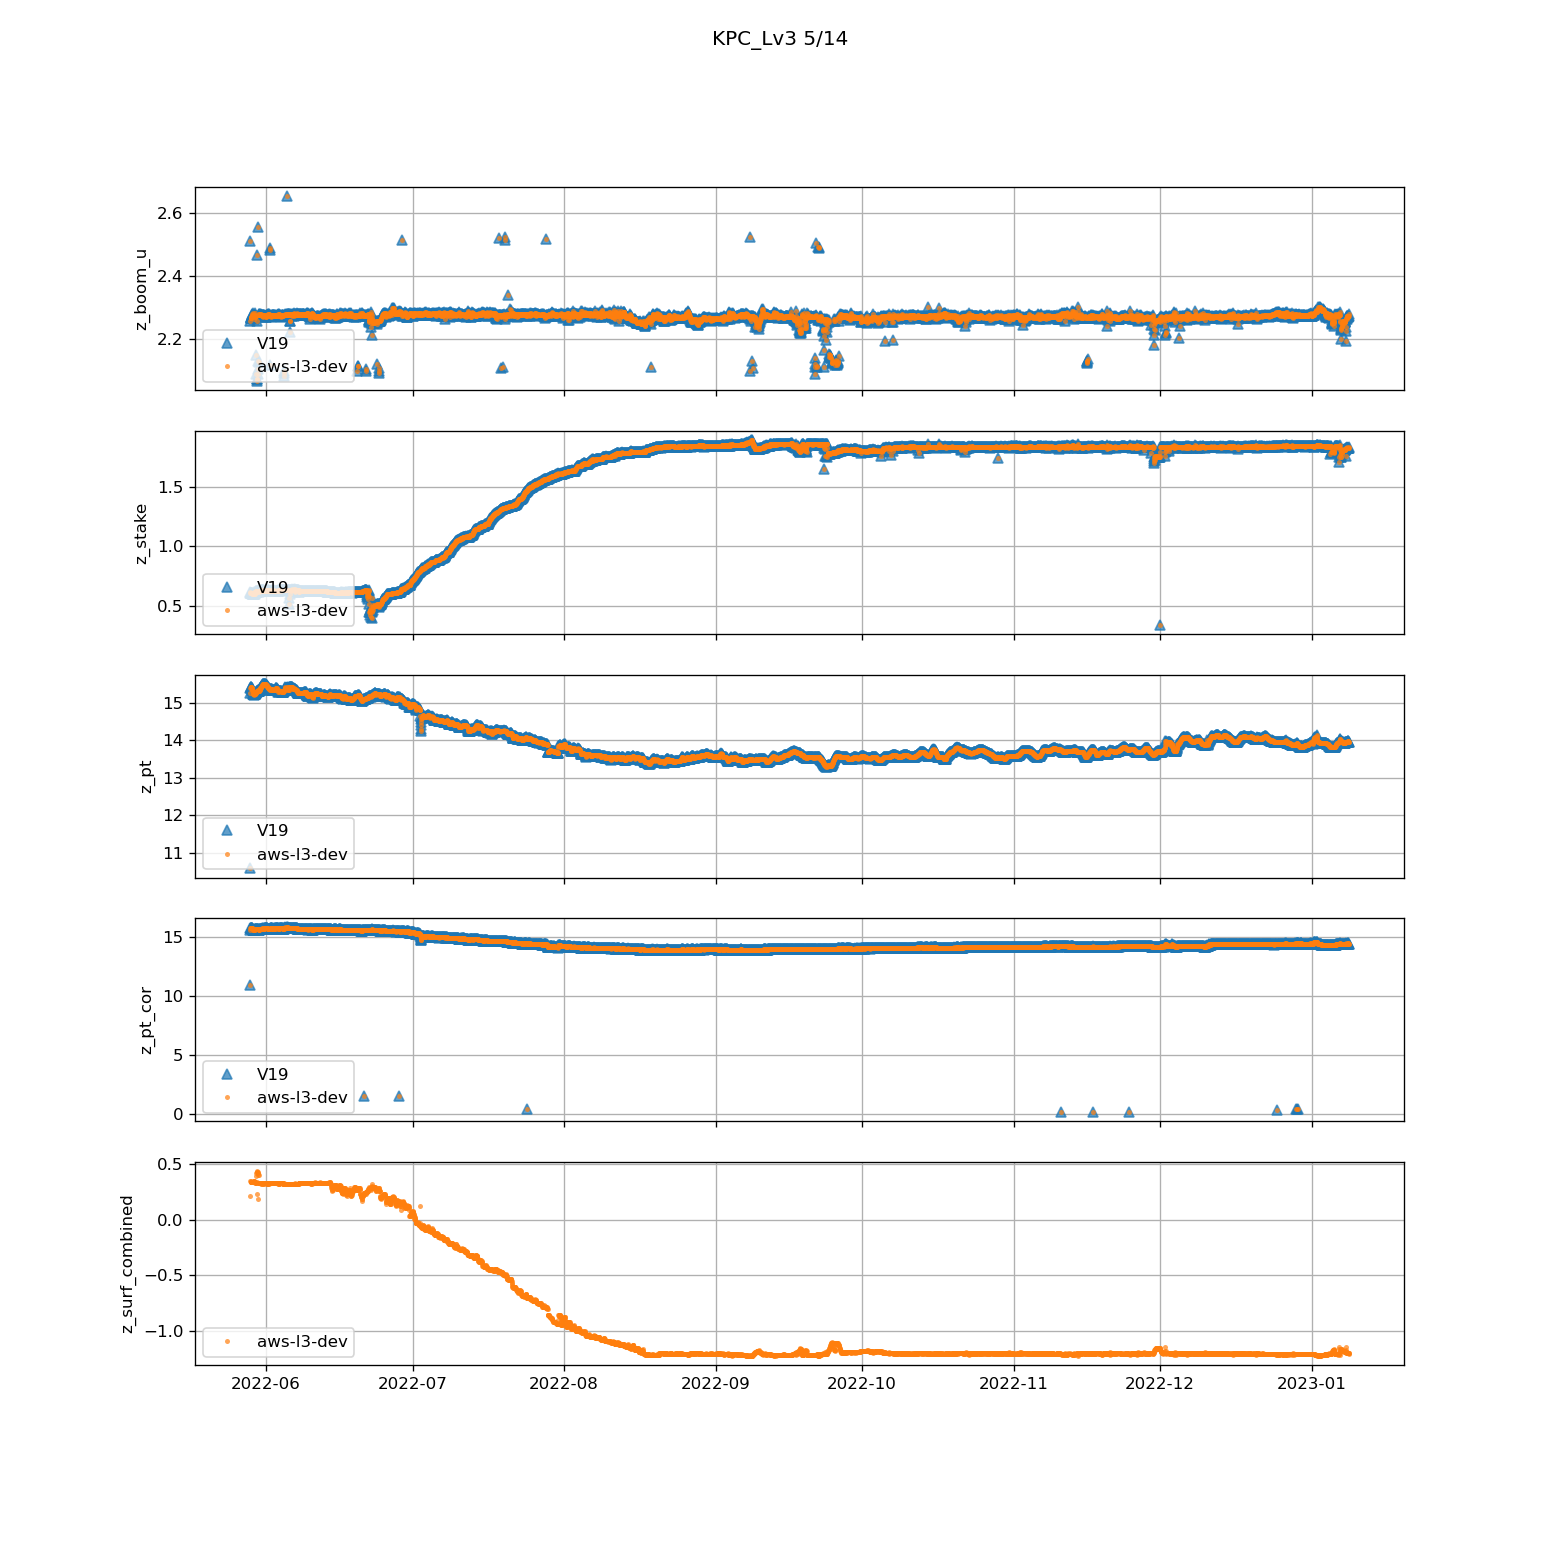 KPC_Lv3 5/14
2.6
2.4
2.2
z_boom_u
V19
aws-l3-dev
1.5
1.0
0.5
z_stake
V19
aws-l3-dev
15
14
13
12
11
z_pt
V19
aws-l3-dev
15
10
5
0
z_pt_cor
V19
aws-l3-dev
0.5
0.0
−0.5
−1.0
z_surf_combined
aws-l3-dev
2022-06 2022-07 2022-08 2022-09 2022-10 2022-11 2022-12 2023-01